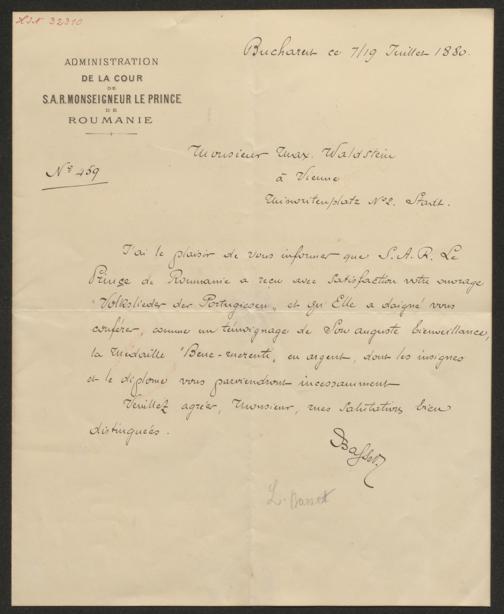 ADMINISTRATION
DE LA COUR
DE
S.A.R. MONSEIGNEUR LE PRINCE
DE
ROUMANIE
Bucharest ce 7/19 Juillet 1880.
Monsieur Max. Waldstein
à Vienne
Minoritenplatz No 2. Stadt.
No 459
J'ai le plaisir de vous informer que S.A.R. Le
Prince de Roumanie a reçu avec satisfaction votre ouvrage
"Volkslieder der Portugiesen", et qu'Elle a daigné vous
conférer, comme un témoignage de Son auguste bienveillance,
la Médaille "Bene-merenti", en argent, dont les insignes
et le diplome vous parviendront incessamment
Veuillez agréer, Monsieur, mes salutations bien
distinguées.
Basset
L. Basset